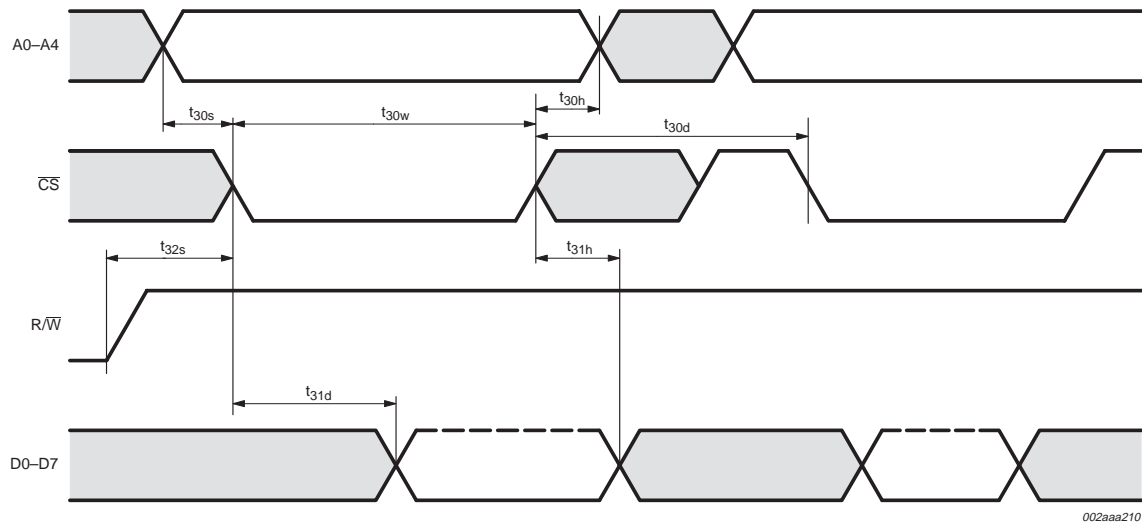 A0–A4
t30s
t30w
t30h
t30d
CS
t32s
t31h
R/W
t31d
D0–D7
002aaa210